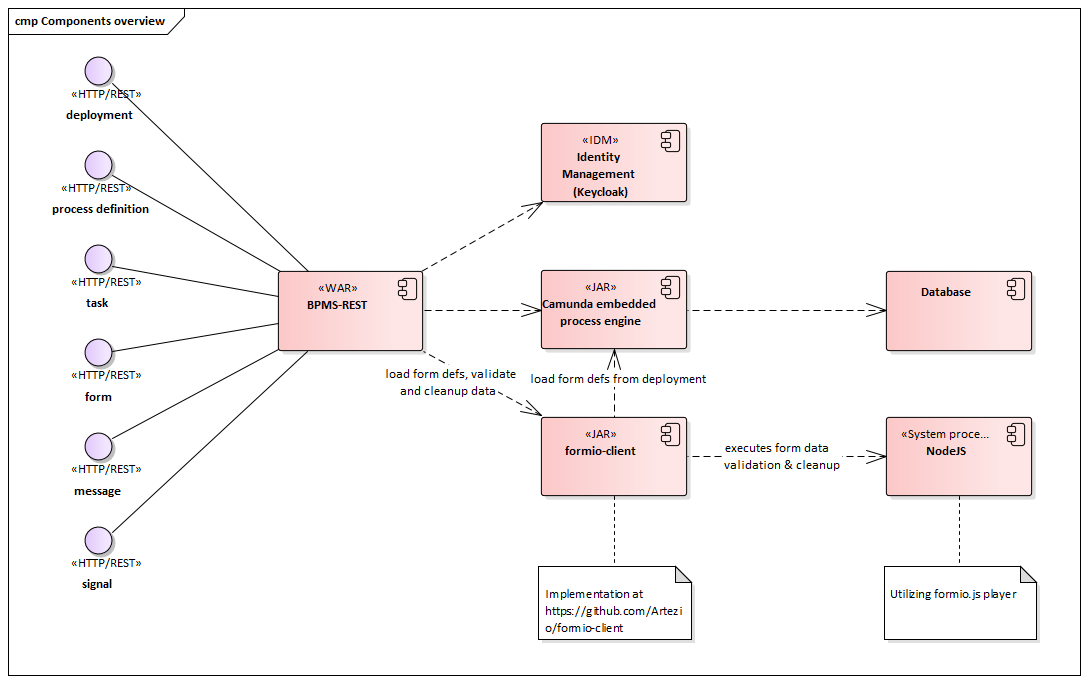 cmp Components overview
«HTTP/REST»
deployment
«HTTP/REST»
process definition
«HTTP/REST»
task
«HTTP/REST»
form
«HTTP/REST»
message
«HTTP/REST»
signal
«WAR»
BPMS-REST
«IDM»
Identity
Management
(Keycloak)
«JAR»
Camunda embedded
process engine
Database
load form defs, validate
and cleanup data
load form defs from deployment
«JAR»
formio-client
executes form data
validation & cleanup
«System proce...
NodeJS
Implementation at
https://github.com/Artezi
o/formio-client
Utilizing formio.js player